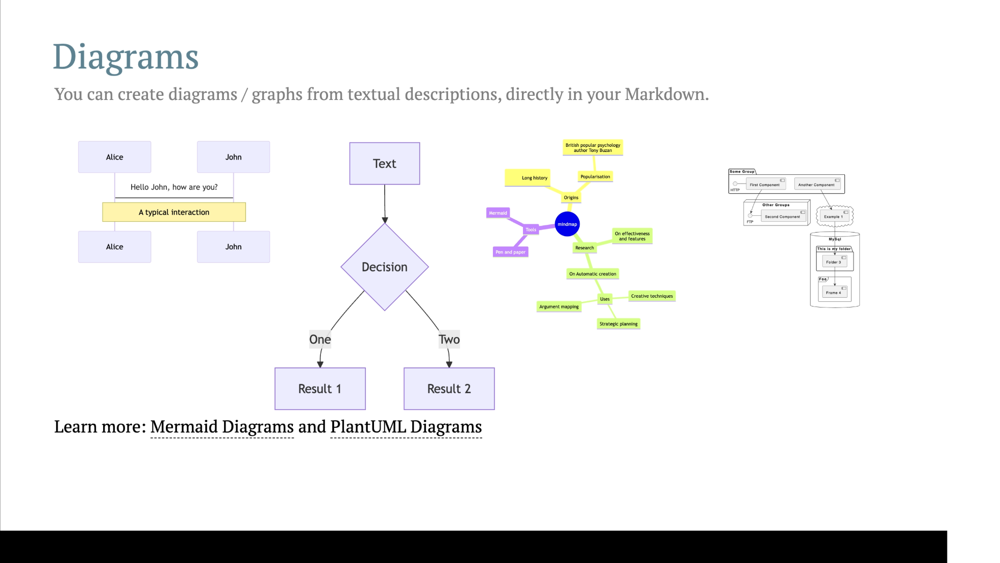 Diagrams
You can create diagrams / graphs from textual descriptions, directly in your Markdown.
Alice
John
Hello John, how are you?
A typical interaction
Alice
John
Text
Decision
One
Two
Result 1
Result 2
British popular psychology
author Tony Buzan
Long history
Popularisation
Origins
Mermaid
Tools
mindmap
Pen and paper
Research
On effectiveness
and features
On Automatic creation
Uses
Creative techniques
Argument mapping
Strategic planning
Some Group
First Component
Another Component
HTTP
Other Groups
Second Component
FTP
Example 1
MySql
This is my folder
Folder 3
Foo
Frame 4
Learn more: Mermaid Diagrams and PlantUML Diagrams